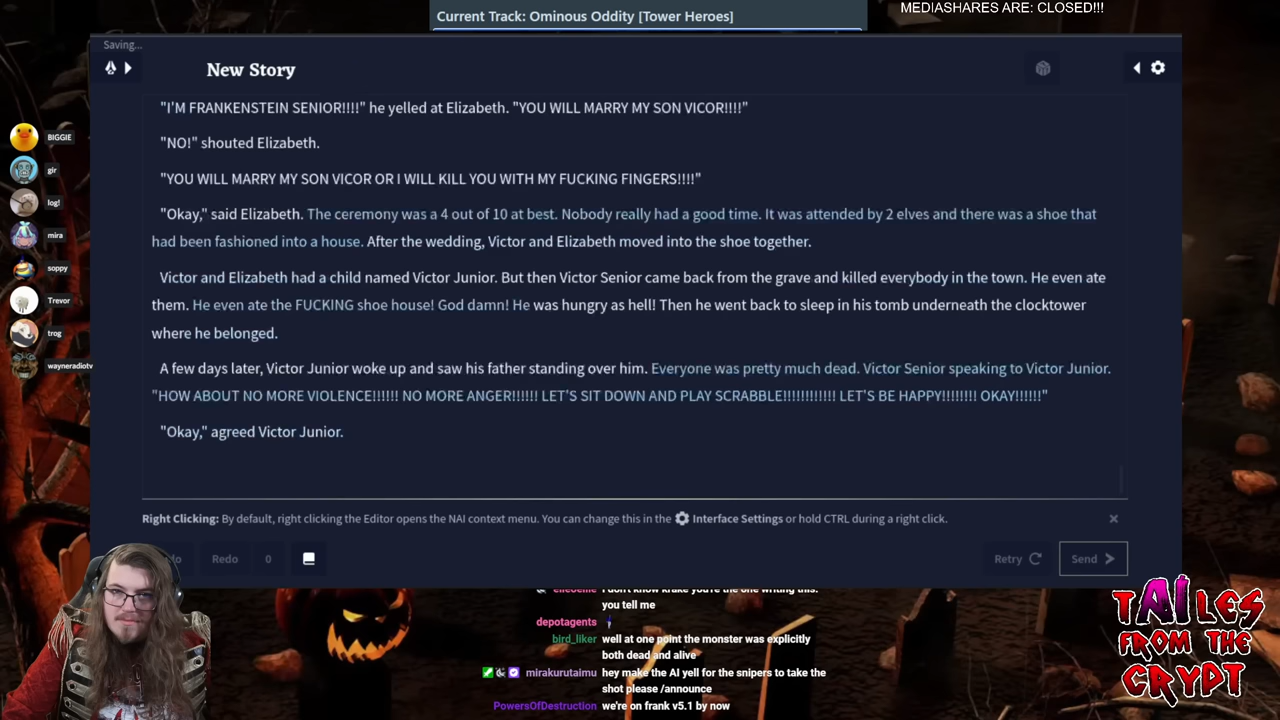 Current Track: Ominous Oddity [Tower Heroes]
MEDIASHARES ARE: CLOSED!!!
Saving...
New Story
"I'M FRANKENSTEIN SENIOR!!!!" he yelled at Elizabeth. "YOU WILL MARRY MY SON VICOR!!!!"
"NO!" shouted Elizabeth.
"YOU WILL MARRY MY SON VICOR OR I WILL KILL YOU WITH MY FUCKING FINGERS!!!!"
"Okay," said Elizabeth. The ceremony was a 4 out of 10 at best. Nobody really had a good time. It was attended by 2 elves and there was a shoe that
had been fashioned into a house. After the wedding, Victor and Elizabeth moved into the shoe together.
Victor and Elizabeth had a child named Victor Junior. But then Victor Senior came back from the grave and killed everybody in the town. He even ate
them. He even ate the FUCKING shoe house! God damn! He was hungry as hell! Then he went back to sleep in his tomb underneath the clocktower
where he belonged.
A few days later, Victor Junior woke up and saw his father standing over him. Everyone was pretty much dead. Victor Senior speaking to Victor Junior.
"HOW ABOUT NO MORE VIOLENCE!!!!!! NO MORE ANGER!!!!!! LET'S SIT DOWN AND PLAY SCRABBLE!!!!!!!!!!!! LET'S BE HAPPY!!!!!!!! OKAY!!!!!!"
"Okay," agreed Victor Junior.
BIGGIE
gir
log!
mira
soppy
Trevor
trog
wayneradiotv
Right Clicking: By default, right clicking the Editor opens the NAI context menu. You can change this in the Interface Settings or hold CTRL during a right click.
Redo
0
Retry
Send
I don't know krake you're the one writing this.
you tell me
depotagents
bird_liker well at one point the monster was explicitly
both dead and alive
mirakurutaimu hey make the AI yell for the snipers to take the
shot please /announce
PowersOfDestruction we're on frank v5.1 by now
TAILES
FROM THE
CRYPT